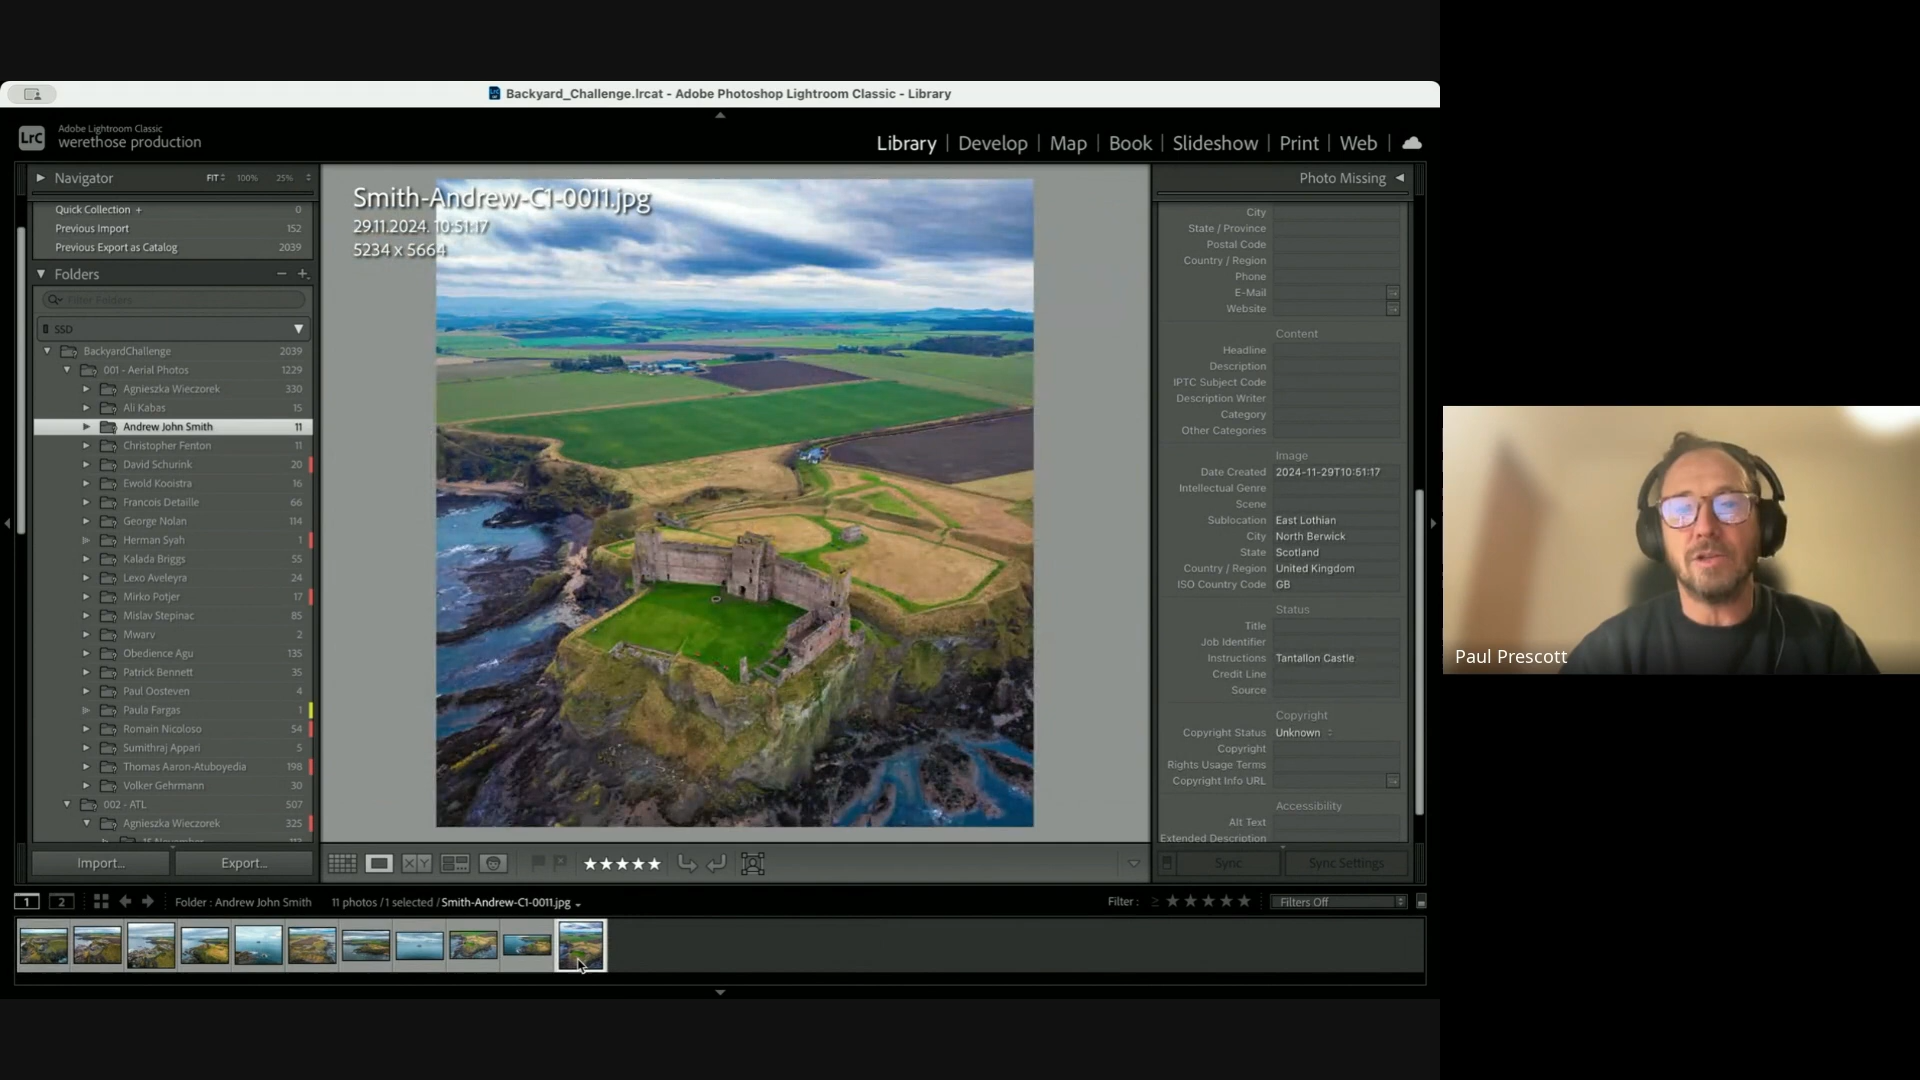 Backyard_Challenge.lrcat - Adobe Photoshop Lightroom Classic - Library
LrC
Adobe Lightroom Classic
werethose production
Library | Develop | Map | Book | Slideshow | Print | Web |
Navigator FIT 100% 25%
Quick Collection + 0
Previous Import 152
Previous Export as Catalog 2039
Folders
Filter Folders
SSD
BackyardChallenge 2039
001 - Aerial Photos 1229
Agnieszka Wieczorek 330
Ali Kabas 15
Andrew John Smith 11
Christopher Fenton 11
David Schurink 20
Ewold Kooistra 16
Francois Detaille 66
George Nolan 114
Herman Syah 1
Kalada Briggs 55
Lexo Aveleyra 24
Mirko Potjer 17
Mislav Stepinac 85
Mwarv 2
Obedience Agu 135
Patrick Bennett 35
Paul Oosteven 4
Paula Fargas 1
Romain Nicoloso 54
Sumithraj Appari 5
Thomas Aaron-Atuboyedia 198
Volker Gehrmann 30
002 - ATL 507
Agnieszka Wieczorek 325
Import...
Export...
Smith-Andrew-C1-0011.jpg
29.11.2024. 10:51:17
5234 x 5664
XY
Photo Missing
City
State / Province
Postal Code
Country / Region
Phone
E-Mail
Website
Content
Headline
Description
IPTC Subject Code
Description Writer
Category
Other Categories
Image
Date Created 2024-11-29T10:51:17
Intellectual Genre
Scene
Sublocation East Lothian
City North Berwick
State Scotland
Country / Region United Kingdom
ISO Country Code GB
Status
Title
Job Identifier
Instructions Tantallon Castle
Credit Line
Source
Copyright
Copyright Status Unknown
Copyright
Rights Usage Terms
Copyright Info URL
Accessibility
Alt Text
Extended Description
Sync
Sync Settings
1 2 Folder : Andrew John Smith 11 photos /1 selected /Smith-Andrew-C1-0011.jpg
Filter : ≥ Filters Off
Paul Prescott